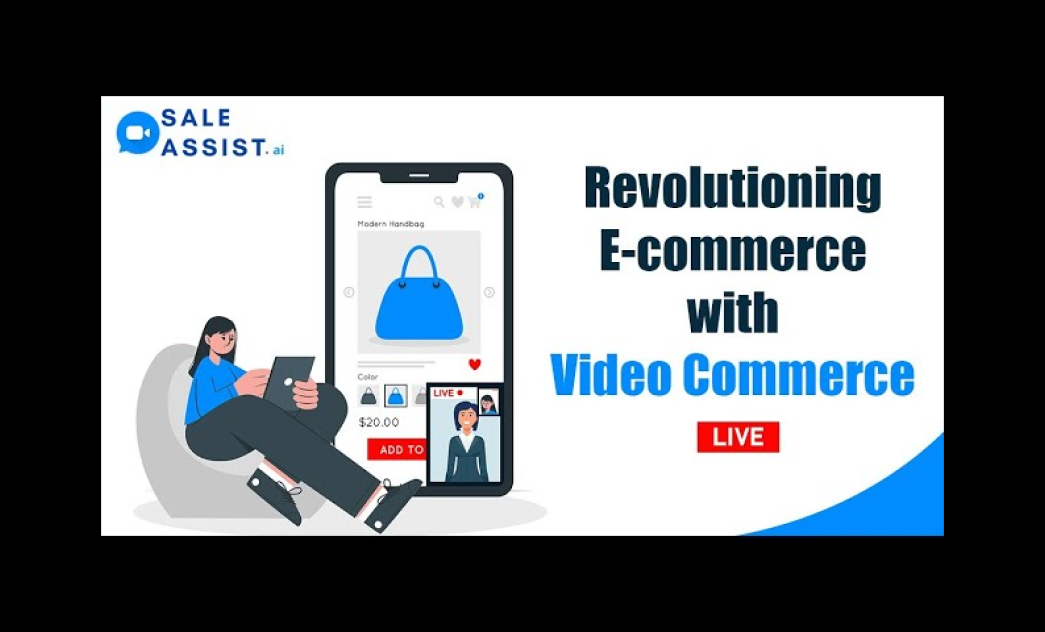 SALE
ASSIST. ai
Modern Handbag
Color
$20.00
ADD TO
LIVE
Revolutioning
E-commerce
with
Video Commerce
LIVE